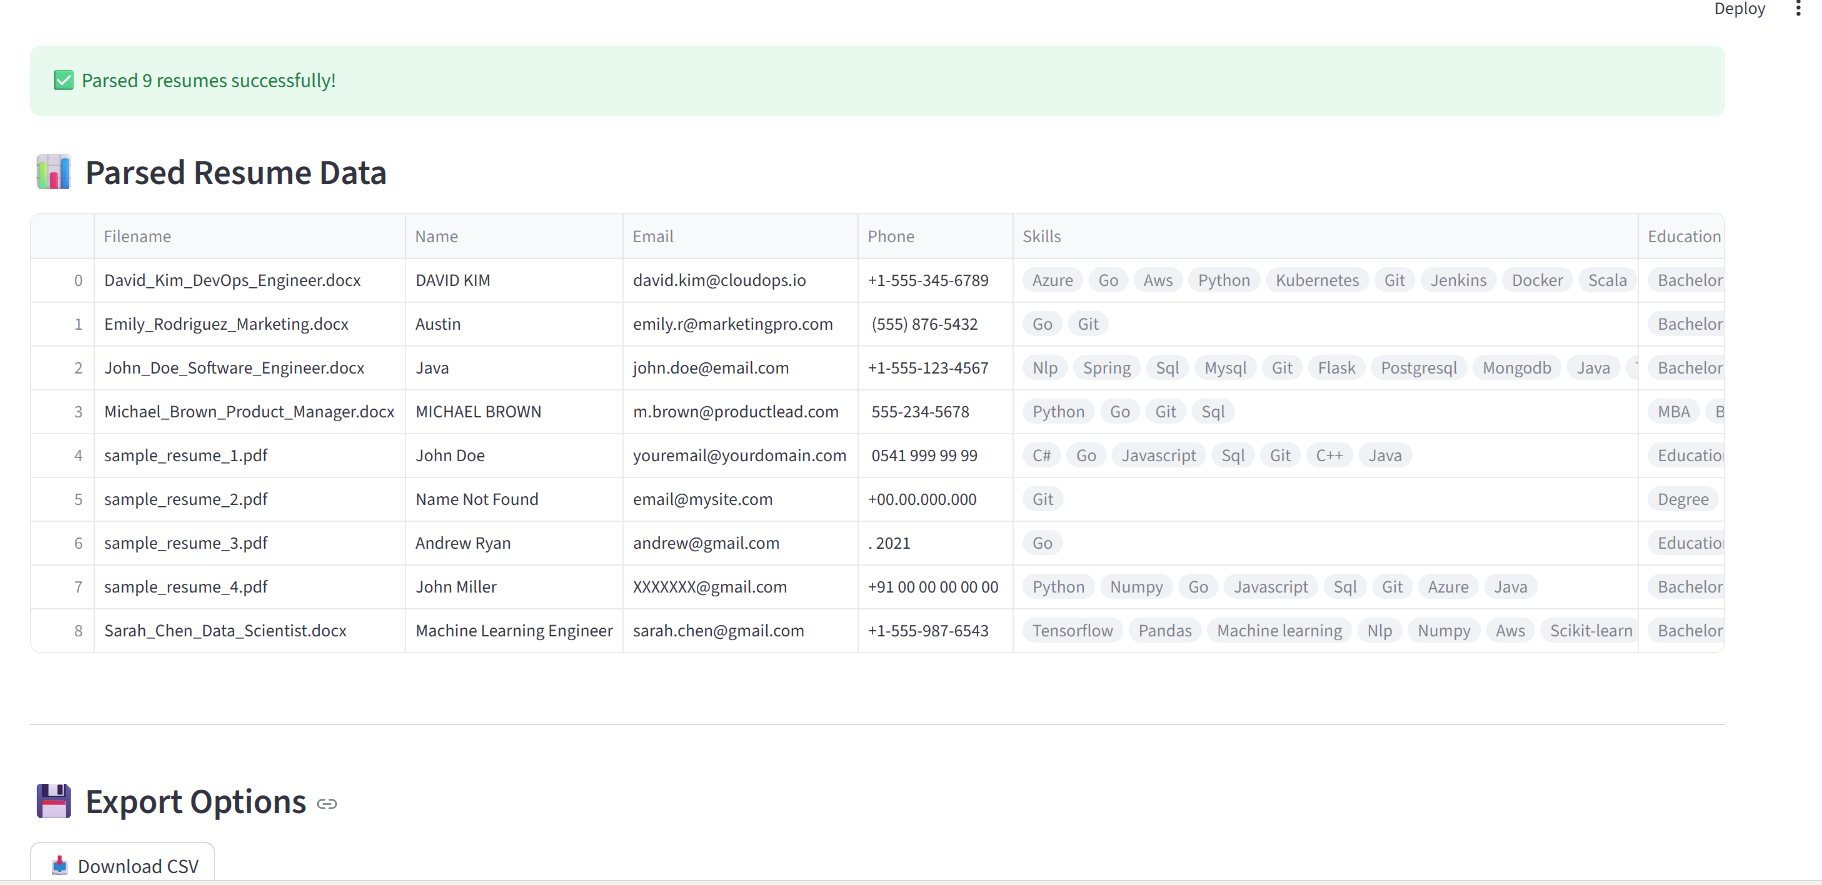 Deploy
✅ Parsed 9 resumes successfully!
📊 Parsed Resume Data
Filename Name Email Phone Skills Education
0 David_Kim_DevOps_Engineer.docx DAVID KIM david.kim@cloudops.io +1-555-345-6789 Azure Go Aws Python Kubernetes Git Jenkins Docker Scala Bachelor
1 Emily_Rodriguez_Marketing.docx Austin emily.r@marketingpro.com (555) 876-5432 Go Git Bachelor
2 John_Doe_Software_Engineer.docx Java john.doe@email.com +1-555-123-4567 Nlp Spring Sql Mysql Git Flask Postgresql Mongodb Java Bachelor
3 Michael_Brown_Product_Manager.docx MICHAEL BROWN m.brown@productlead.com 555-234-5678 Python Go Git Sql MBA B
4 sample_resume_1.pdf John Doe youremail@yourdomain.com 0541 999 99 99 C# Go Javascript Sql Git C++ Java Educatio
5 sample_resume_2.pdf Name Not Found email@mysite.com +00.00.000.000 Git Degree
6 sample_resume_3.pdf Andrew Ryan andrew@gmail.com . 2021 Go Educatio
7 sample_resume_4.pdf John Miller XXXXXXX@gmail.com +91 00 00 00 00 00 Python Numpy Go Javascript Sql Git Azure Java Bachelor
8 Sarah_Chen_Data_Scientist.docx Machine Learning Engineer sarah.chen@gmail.com +1-555-987-6543 Tensorflow Pandas Machine learning Nlp Numpy Aws Scikit-learn Bachelor
💾 Export Options
📥 Download CSV